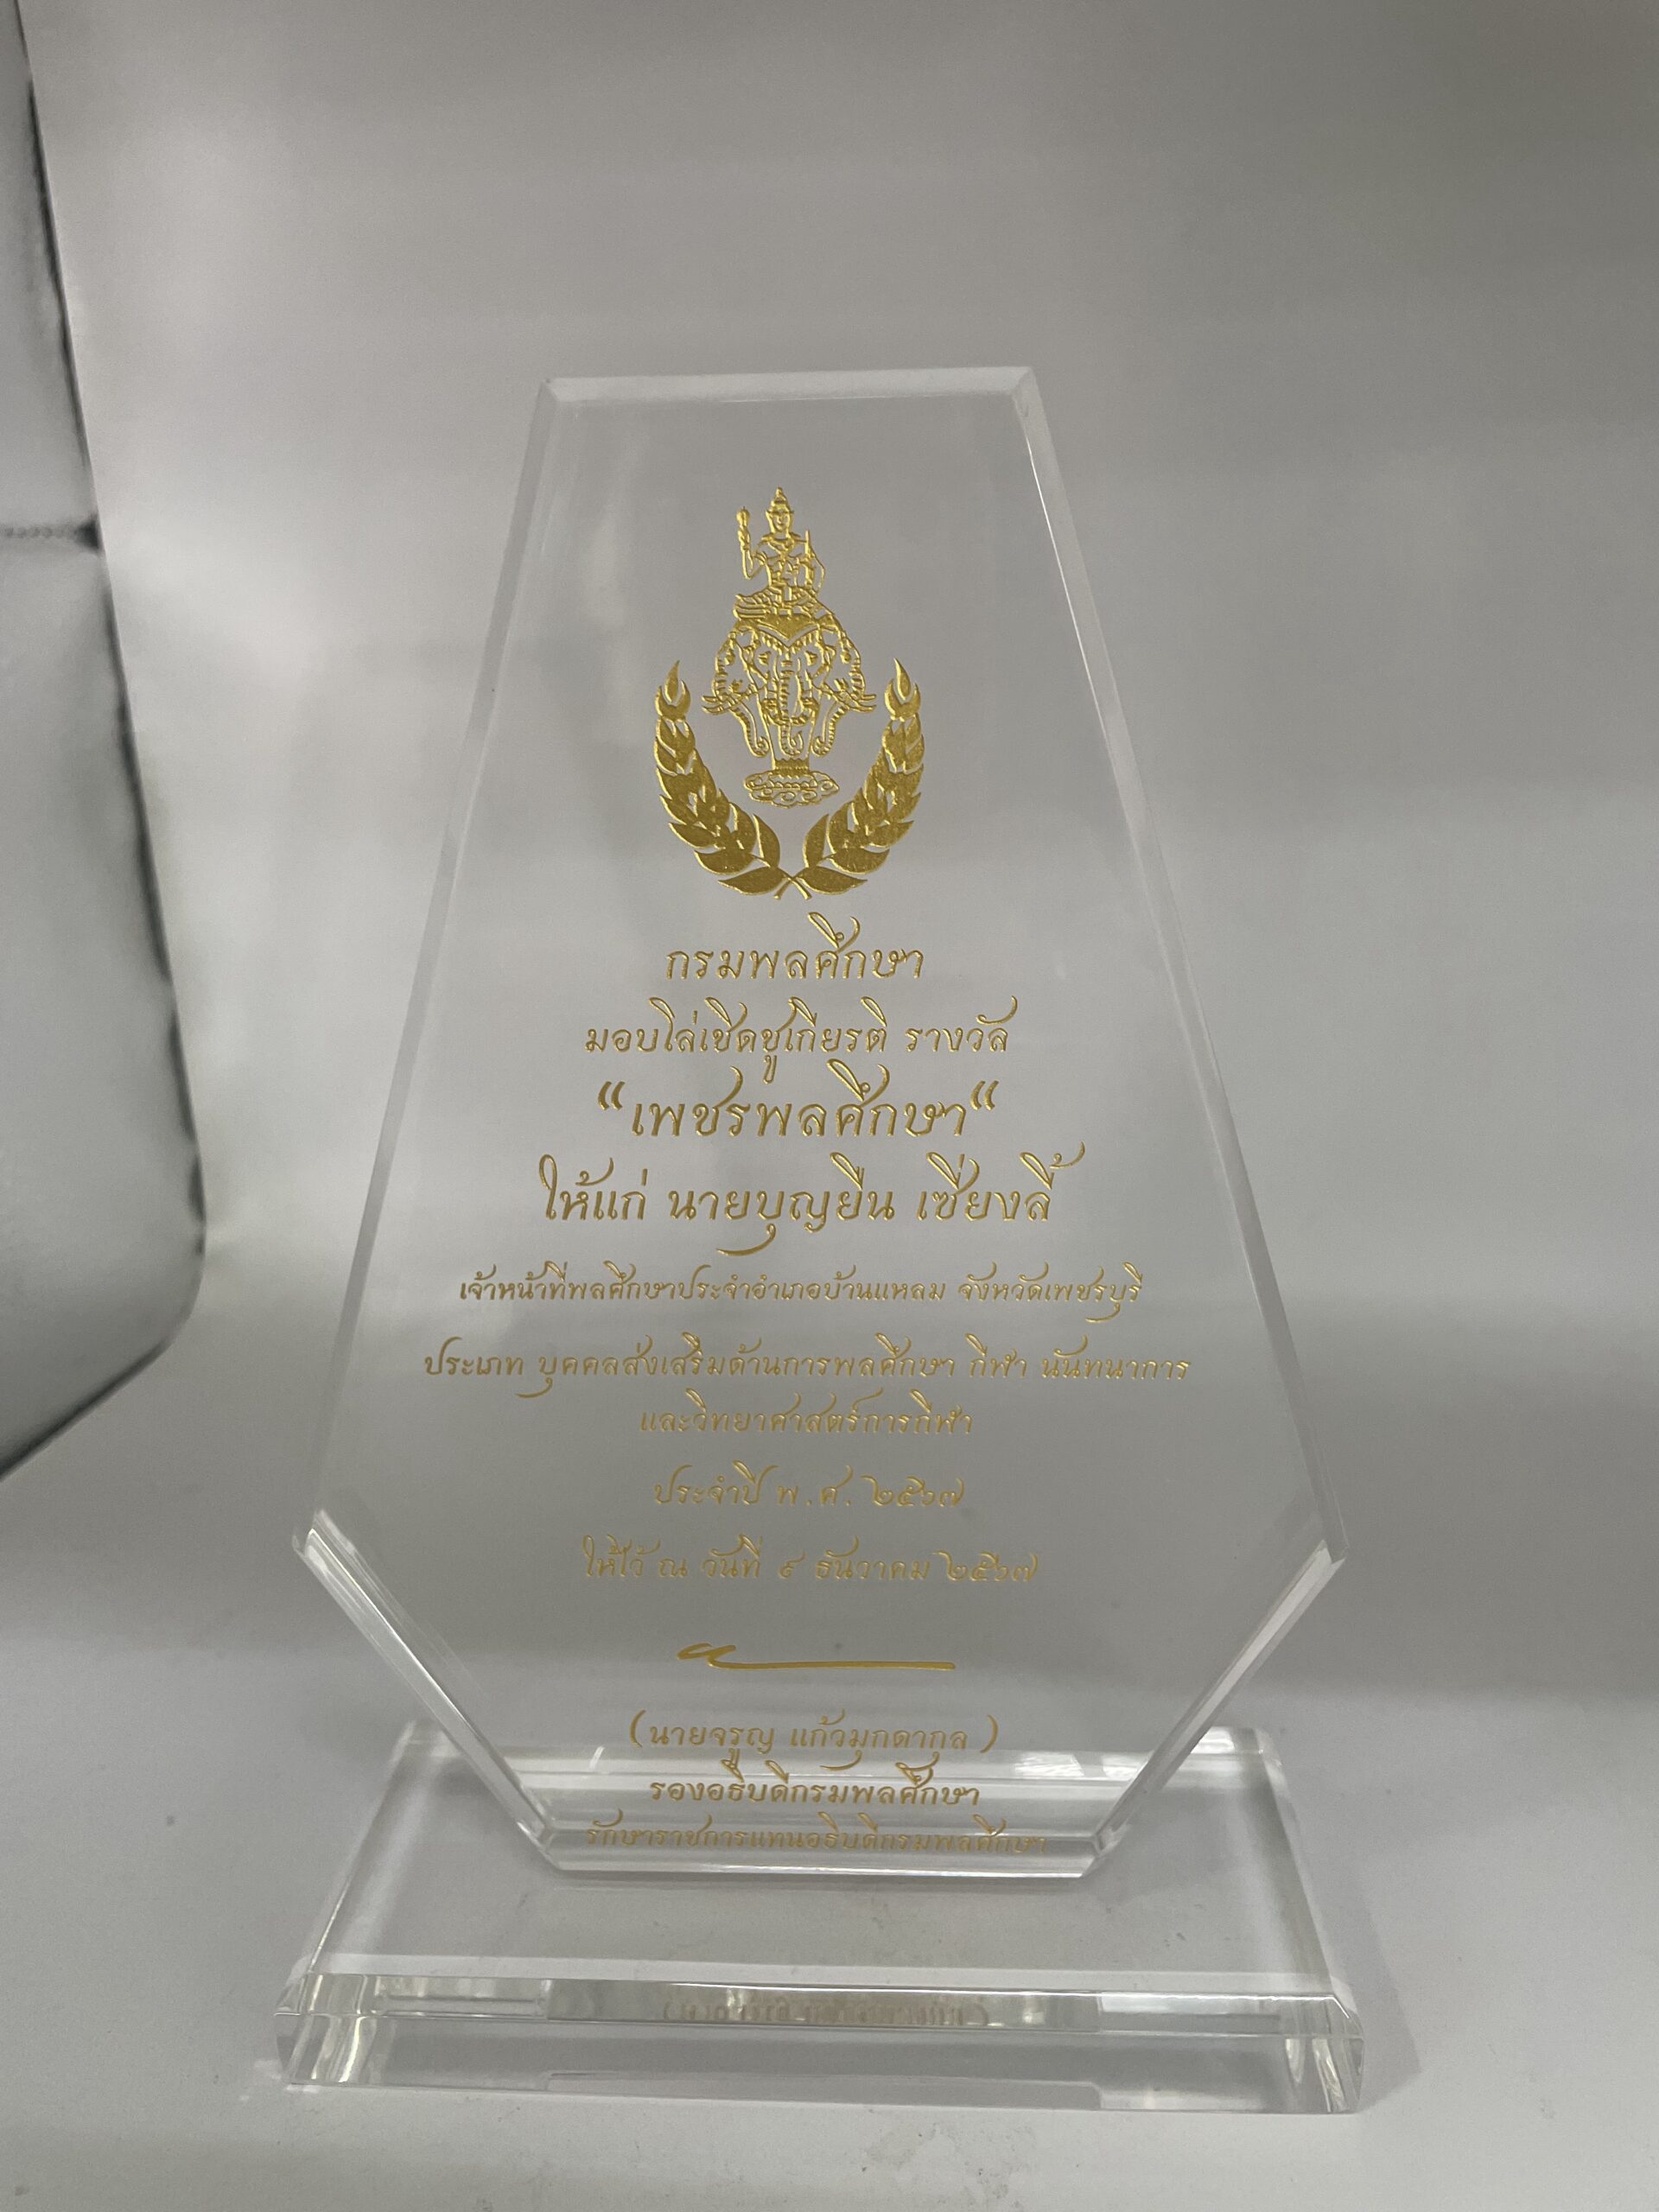 กรมพลศึกษา
มอบโล่เชิดชูเกียรติ รางวัล
“เพชรพลศึกษา“
ให้แก่ นายบุญยืน เซี่ยงลี้
เจ้าหน้าที่พลศึกษาประจำอำเภอบ้านแหลม จังหวัดเพชรบุรี
ประเภท บุคคลส่งเสริมด้านการพลศึกษา กีฬา นันทนาการ
และวิทยาศาสตร์การกีฬา
ประจำปี พ.ศ. ๒๕๖๗
ให้ไว้ ณ วันที่ ๙ ธันวาคม ๒๕๖๗
(นายจรูญ แก้วมุกดากุล)
รองอธิบดีกรมพลศึกษา
รักษาราชการแทนอธิบดีกรมพลศึกษา